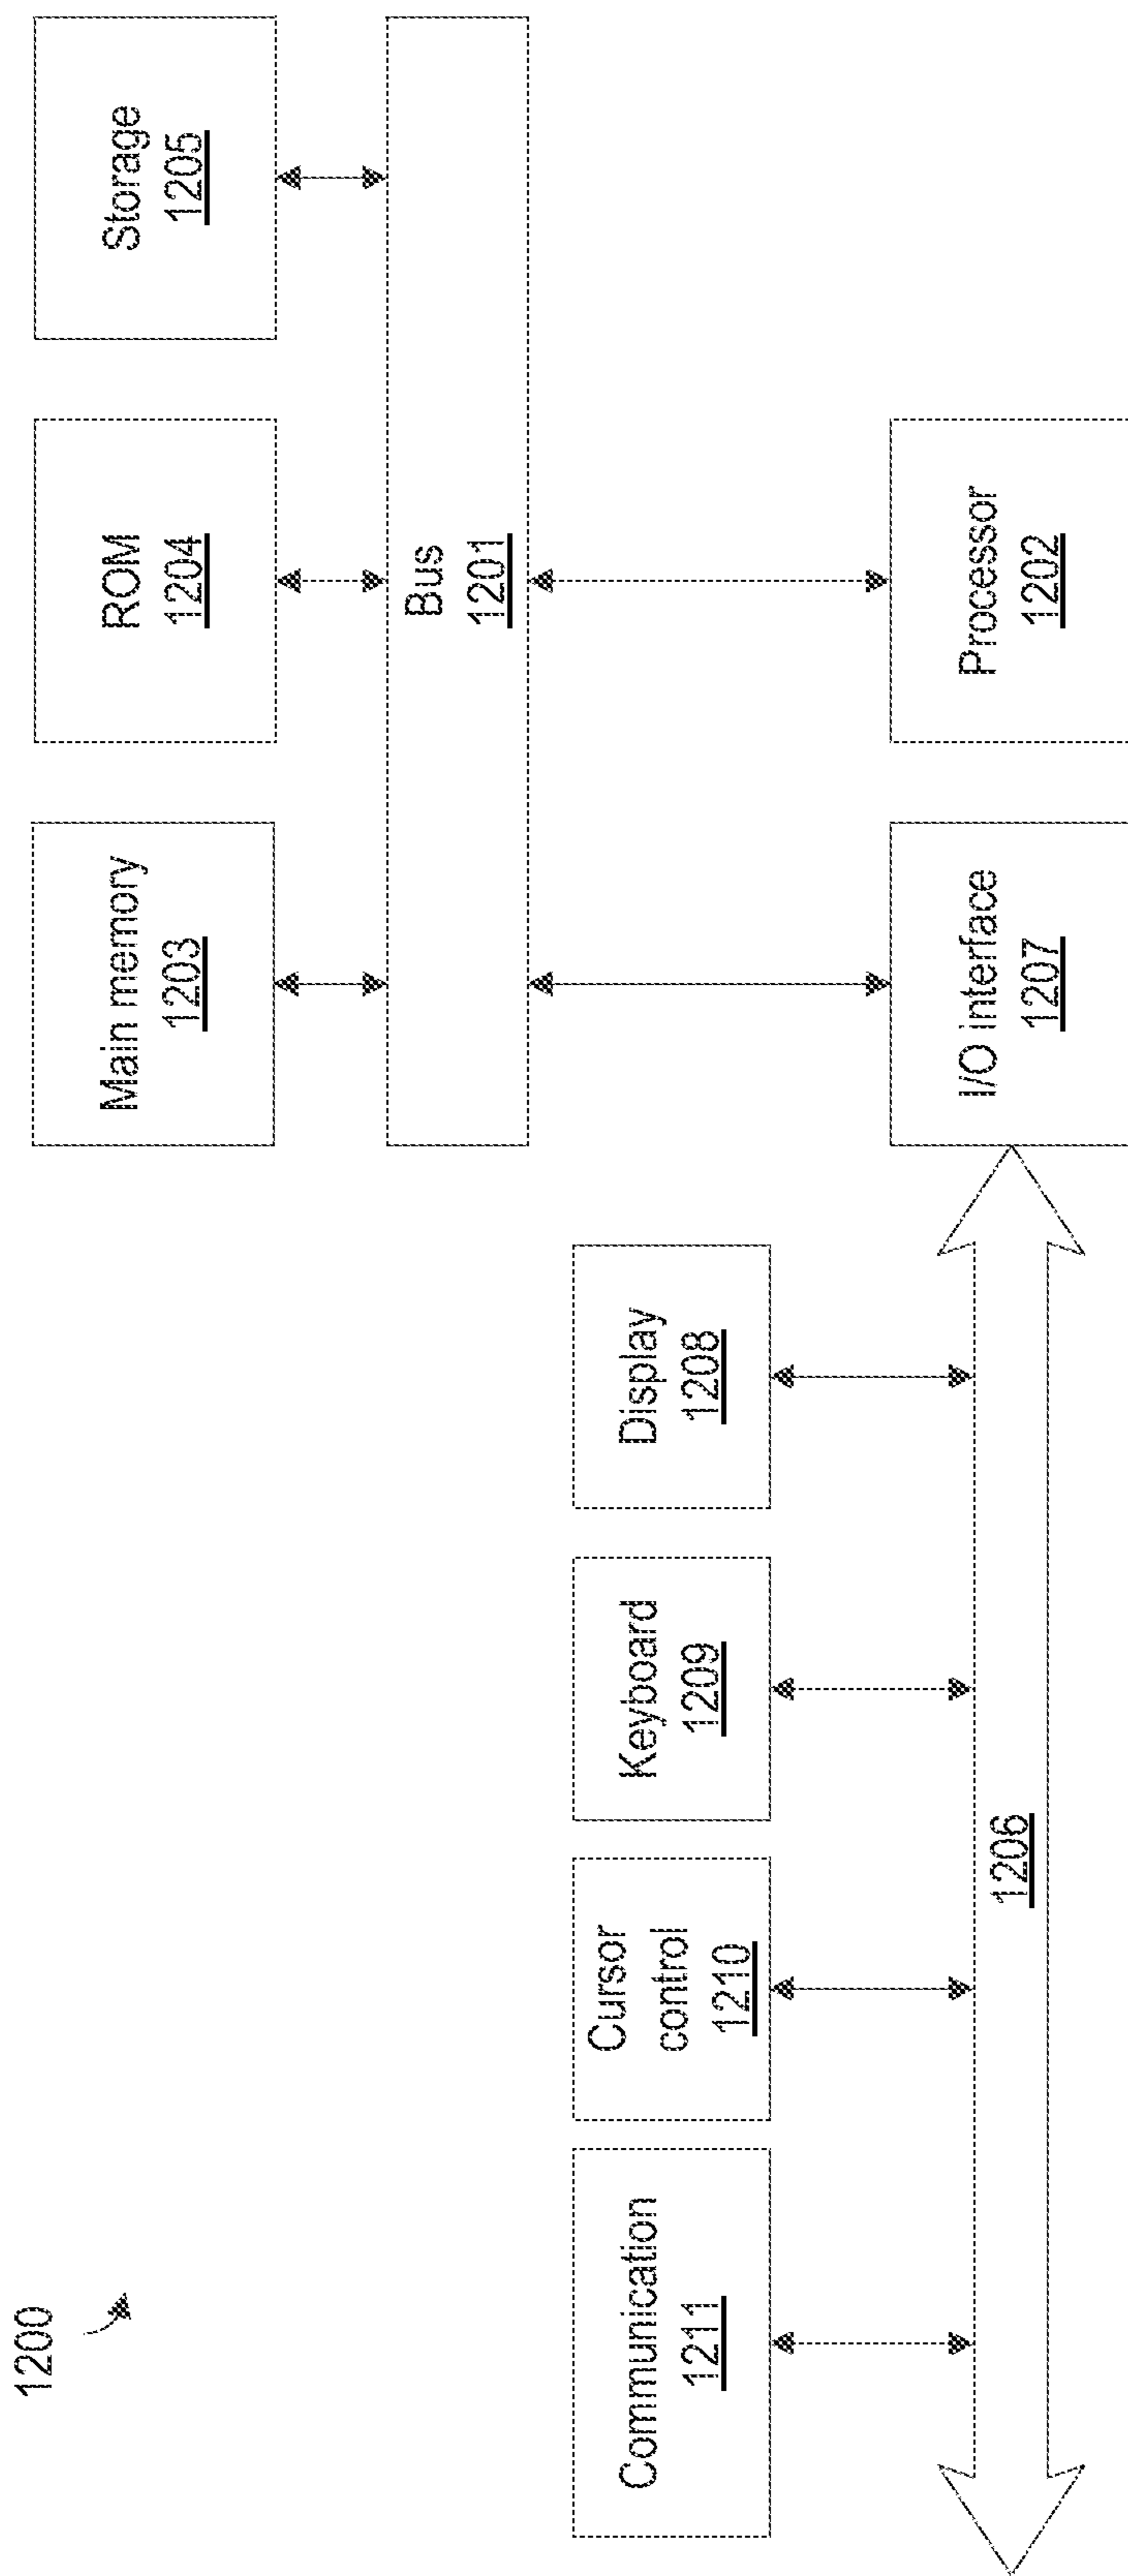 1200
Main memory
1203
ROM
1204
Storage
1205
Bus
1201
Communication
1211
Cursor
control
1210
Keyboard
1209
Display
1208
I/O interface
1207
Processor
1202
1206